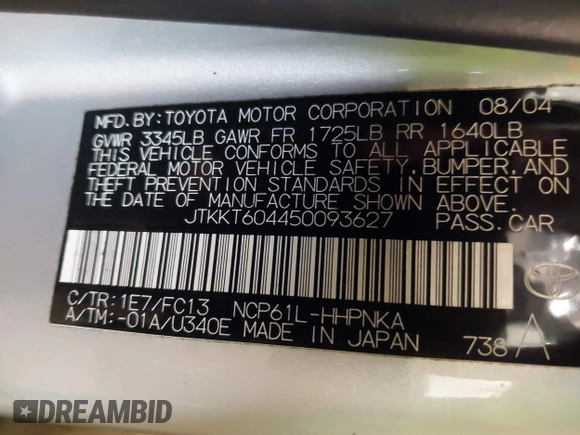 MFD.BY:TOYOTA MOTOR CORPORATION 08/04
GVWR 3345LB GAWR FR 1725LB RR 1640LB
THIS VEHICLE CONFORMS TO ALL APPLICABLE
FEDERAL MOTOR VEHICLE SAFETY,BUMPER,AND
THEFT PREVENTION STANDARDS IN EFFECT ON
THE DATE OF MANUFACTURE SHOWN ABOVE.
JTKKT604450093627 PASS.CAR
C/TR:1E7/FC13 NCP61L-HHPNKA
A/TM:-01A/U340E MADE IN JAPAN 738 A
DREAMBID